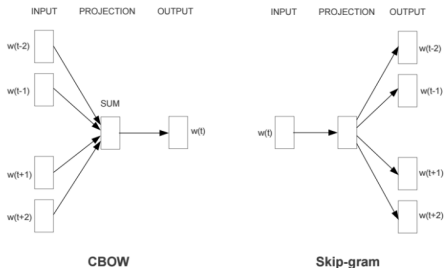 INPUT PROJECTION OUTPUT
w(t-2)
w(t-1)
SUM
w(t)
w(t+1)
w(t+2)
CBOW
INPUT PROJECTION OUTPUT
w(t-2)
w(t-1)
w(t)
w(t+1)
w(t+2)
Skip-gram